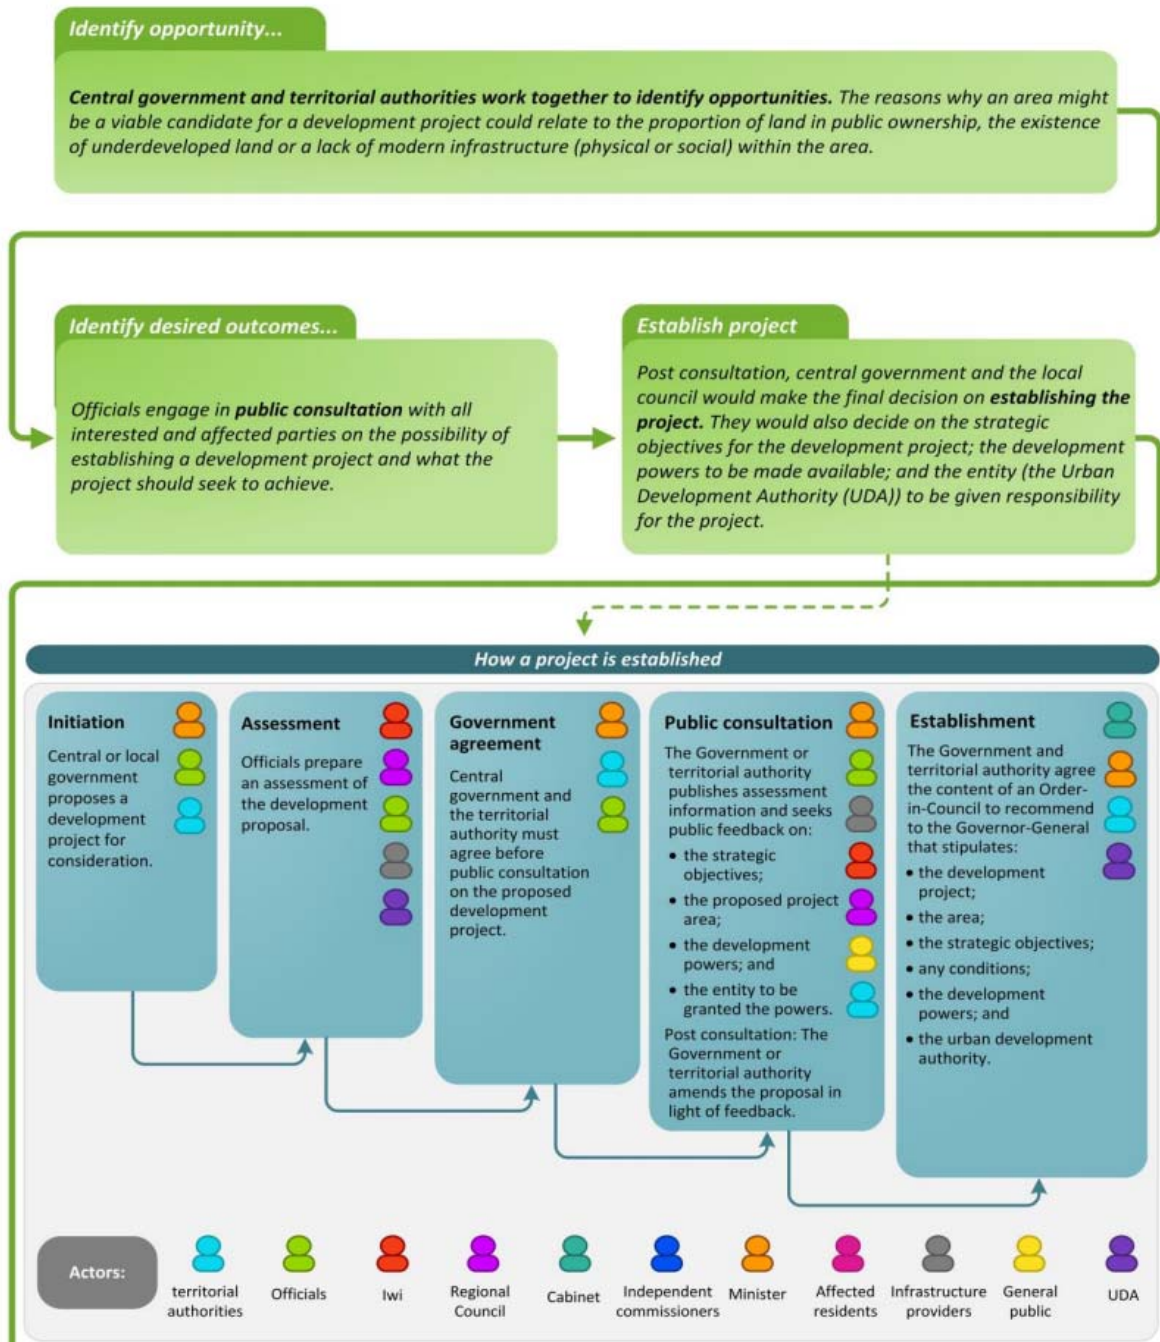 Identify opportunity...
Central government and territorial authorities work together to identify opportunities. The reasons why an area might
be a viable candidate for a development project could relate to the proportion of land in public ownership, the existence
of underdeveloped land or a lack of modern infrastructure (physical or social) within the area.
Identify desired outcomes...
Officials engage in public consultation with all
interested and affected parties on the possibility of
establishing a development project and what the
project should seek to achieve.
Establish project
Post consultation, central government and the local
council would make the final decision on establishing the
project. They would also decide on the strategic
objectives for the development project; the development
powers to be made available; and the entity (the Urban
Development Authority (UDA)) to be given responsibility
for the project.
How a project is established
Initiation
Central or local
government
proposes a
development
project for
consideration.
Assessment
Officials prepare
an assessment of
the development
proposal.
Government
agreement
Central
government and
the territorial
authority must
agree before
public consultation
on the proposed
development
project.
Public consultation
The Government or
territorial authority
publishes assessment
information and seeks
public feedback on:
• the strategic
objectives;
• the proposed project
area;
• the development
powers; and
• the entity to be
granted the powers.
Post consultation: The
Government or
territorial authority
amends the proposal in
light of feedback.
Establishment
The Government and
territorial authority agree
the content of an Order-
in-Council to recommend
to the Governor-General
that stipulates:
• the development
project;
• the area;
• the strategic objectives;
• any conditions;
• the development
powers; and
• the urban development
authority.
Actors:
territorial
authorities
Officials
Iwi
Regional
Council
Cabinet
Independent
commissioners
Minister
Affected
residents
Infrastructure
providers
General
public
UDA